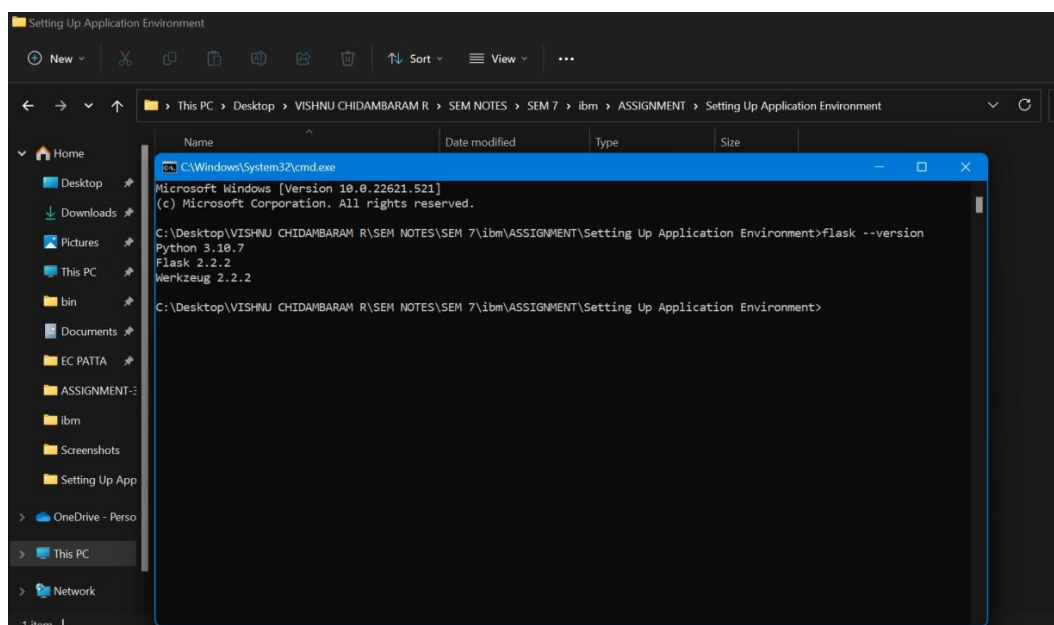 Setting Up Application Environment
New
Sort
View
This PC > Desktop > VISHNU CHIDAMBARAM R > SEM NOTES > SEM 7 > ibm > ASSIGNMENT > Setting Up Application Environment
Name Date modified Type Size
Home
Desktop
Downloads
Pictures
This PC
bin
Documents
EC PATTA
ASSIGNMENT-3
ibm
Screenshots
Setting Up App
OneDrive - Perso
This PC
Network
1 item
C:\Windows\System32\cmd.exe
Microsoft Windows [Version 10.0.22621.521]
(c) Microsoft Corporation. All rights reserved.
C:\Desktop\VISHNU CHIDAMBARAM R\SEM NOTES\SEM 7\ibm\ASSIGNMENT\Setting Up Application Environment>flask --version
Python 3.10.7
Flask 2.2.2
Werkzeug 2.2.2
C:\Desktop\VISHNU CHIDAMBARAM R\SEM NOTES\SEM 7\ibm\ASSIGNMENT\Setting Up Application Environment>